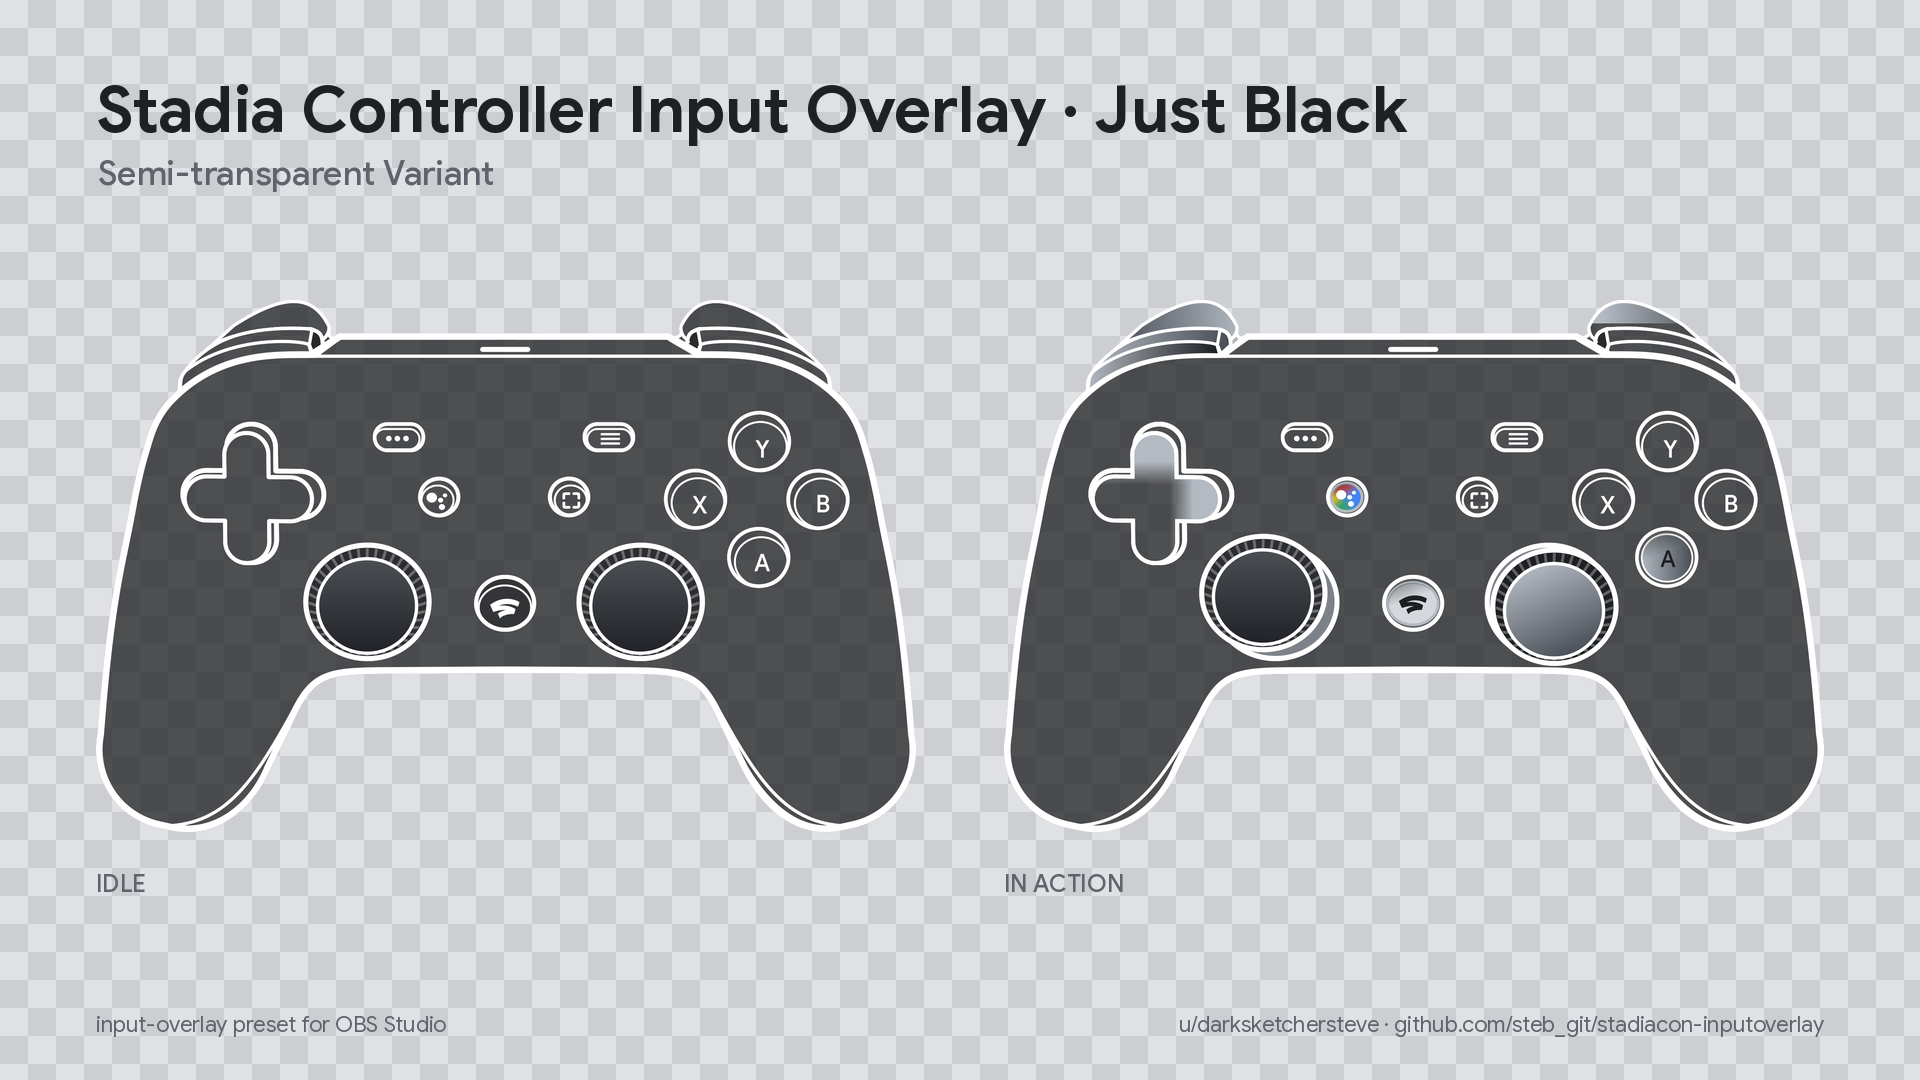 Stadia Controller Input Overlay · Just Black
Semi-transparent Variant
Y
X
B
A
Y
X
B
A
IDLE
IN ACTION
input-overlay preset for OBS Studio
u/darksketchersteve · github.com/steb_git/stadiacon-inputoverlay